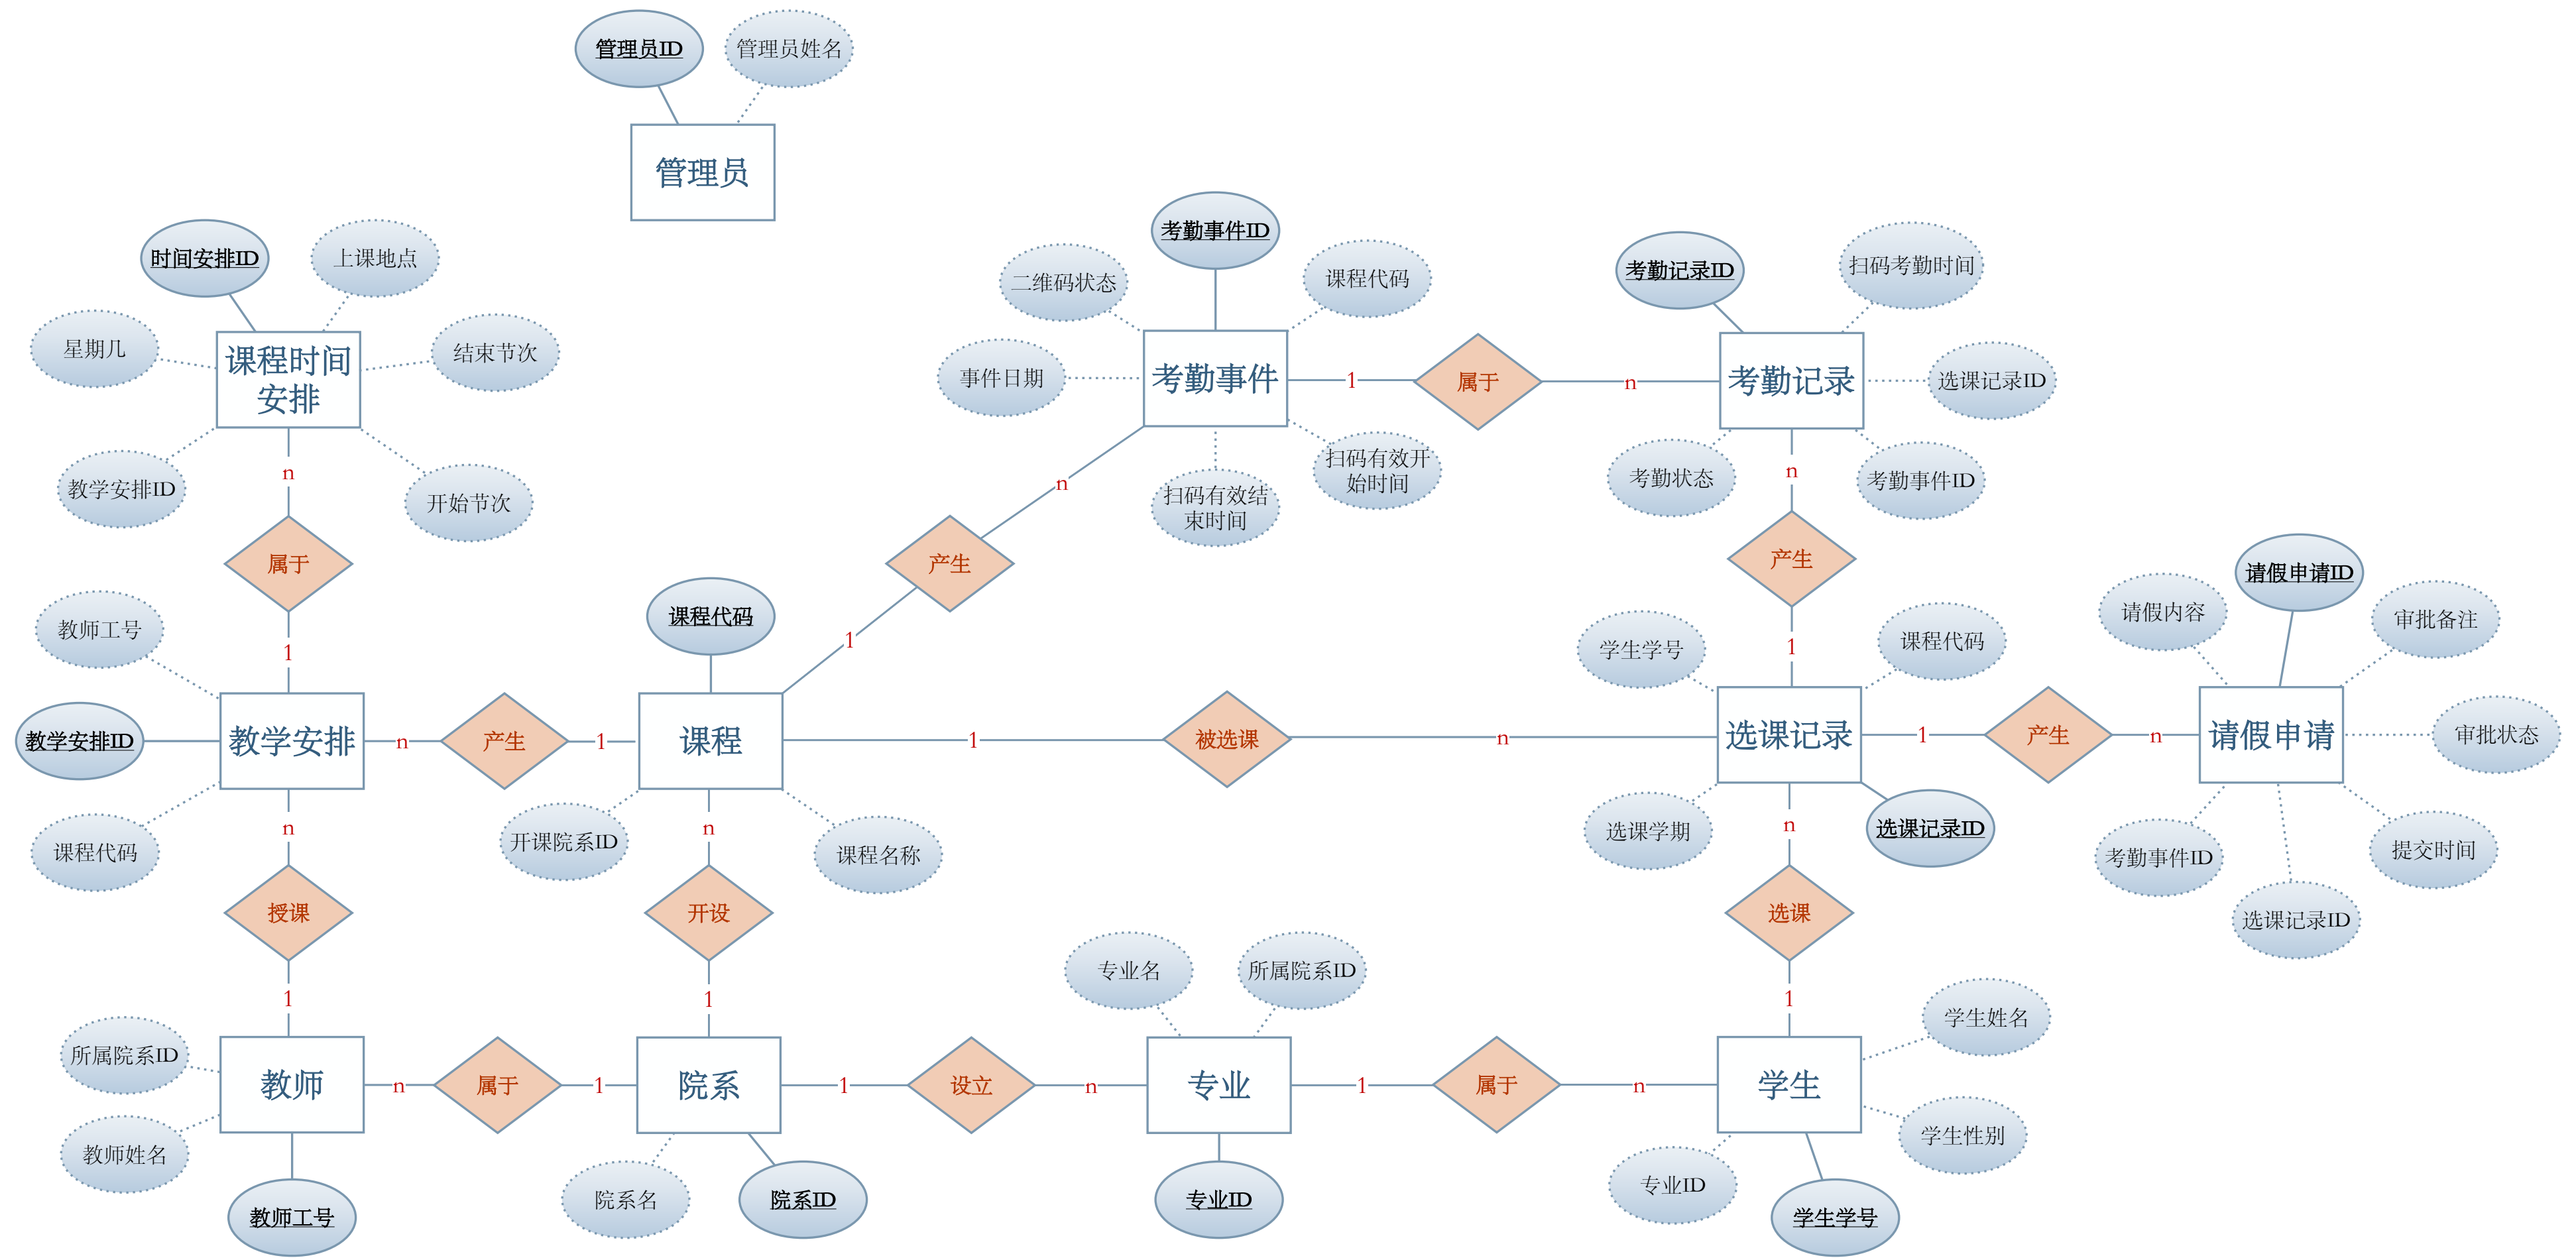 管理员ID
管理员姓名
管理员
时间安排ID
上课地点
星期几
结束节次
课程时间
安排
教学安排ID
开始节次
n
属于
1
考勤事件ID
二维码状态
课程代码
事件日期
考勤事件
扫码有效开
始时间
扫码有效结
束时间
1
属于
n
考勤记录ID
扫码考勤时间
考勤记录
选课记录ID
考勤状态
考勤事件ID
n
产生
1
n
产生
1
教师工号
教学安排ID
教学安排
课程代码
n
产生
1
课程代码
课程
开课院系ID
课程名称
1
被选课
n
学生学号
课程代码
选课记录
选课学期
选课记录ID
1
产生
n
请假申请ID
请假内容
审批备注
请假申请
审批状态
考勤事件ID
提交时间
选课记录ID
n
授课
1
n
开设
1
n
选课
1
所属院系ID
教师
教师姓名
教师工号
n
属于
1
院系
院系名
院系ID
1
设立
n
专业名
所属院系ID
专业
专业ID
1
属于
n
学生姓名
学生
学生性别
专业ID
学生学号